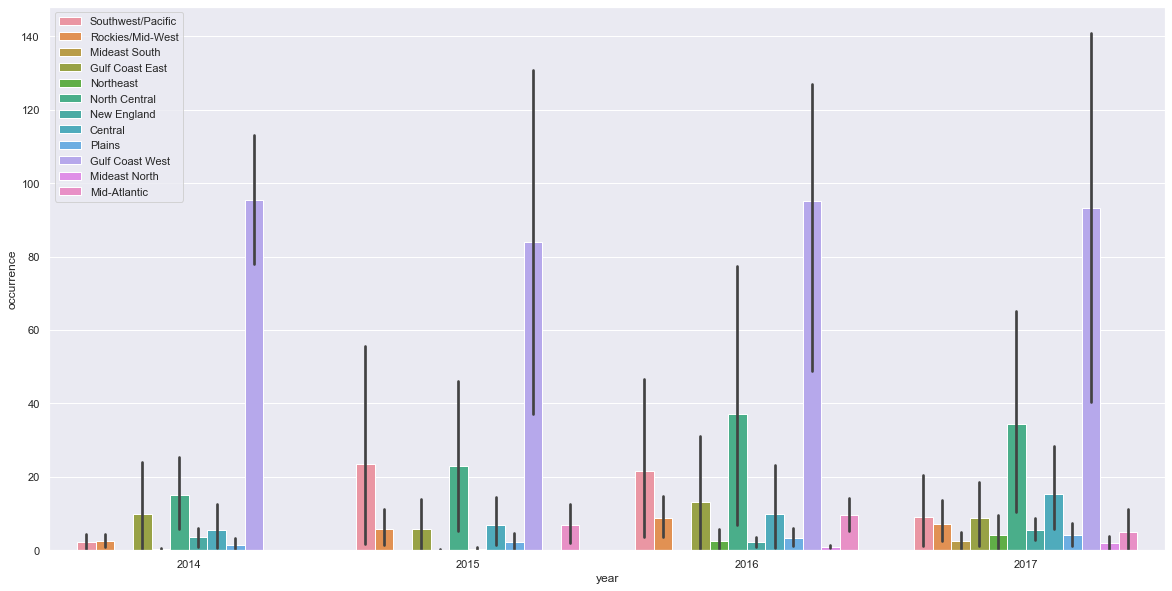 140
120
100
80
60
40
20
0
occurrence
Southwest/Pacific
Rockies/Mid-West
Mideast South
Gulf Coast East
Northeast
North Central
New England
Central
Plains
Gulf Coast West
Mideast North
Mid-Atlantic
2014 2015 2016 2017
year